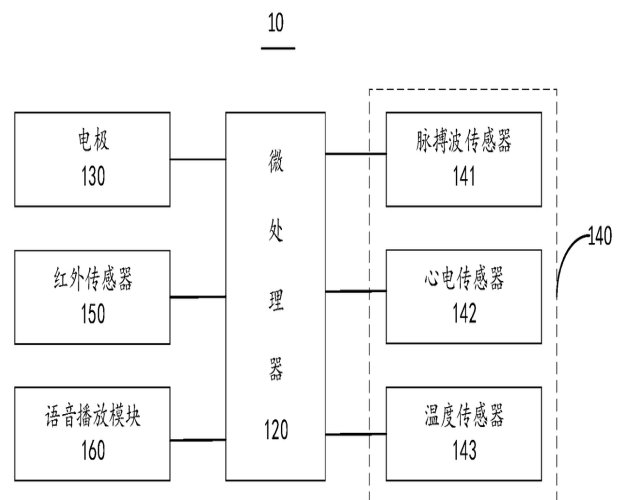 10
电极
130
红外传感器
150
语音播放模块
160
微
处
理
器
120
脉搏波传感器
141
心电传感器
142
温度传感器
143
140